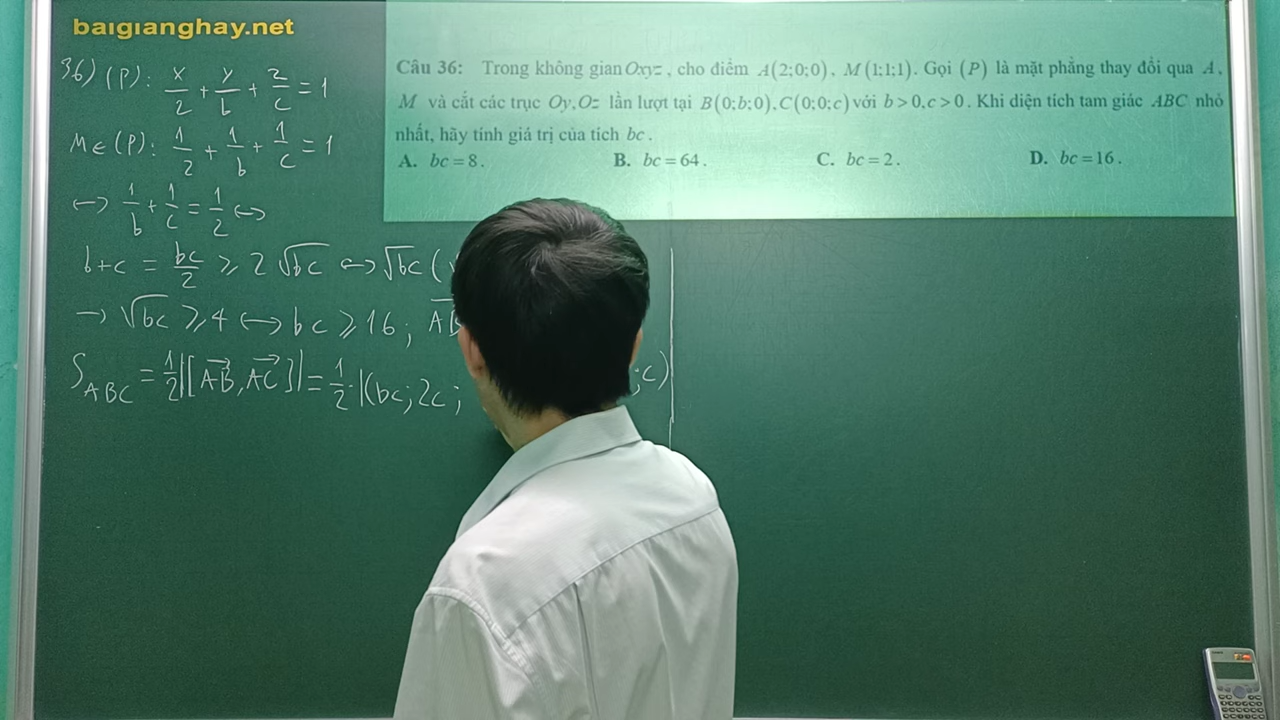 baigianghay.net
Câu 36: Trong không gian Oxyz, cho điểm A(2;0;0), M(1;1;1). Gọi (P) là mặt phẳng thay đổi qua A,
M và cắt các trục Oy,Oz lần lượt tại B(0;b;0),C(0;0;c) với b>0,c>0. Khi diện tích tam giác ABC nhỏ
nhất, hãy tính giá trị của tích bc.
A. bc=8. B. bc=64. C. bc=2. D. bc=16.
36) (P): x/2 + y/b + z/c = 1
M∈(P): 1/2 + 1/b + 1/c = 1
↔ 1/b + 1/c = 1/2 ↔
b+c = bc/2 ⩾ 2√bc ↔ √bc (
→ √bc ⩾ 4 ↔ bc ⩾ 16; AB
S_ABC = 1/2 |[AB→, AC→]| = 1/2 . |(bc; 2c; ;c)